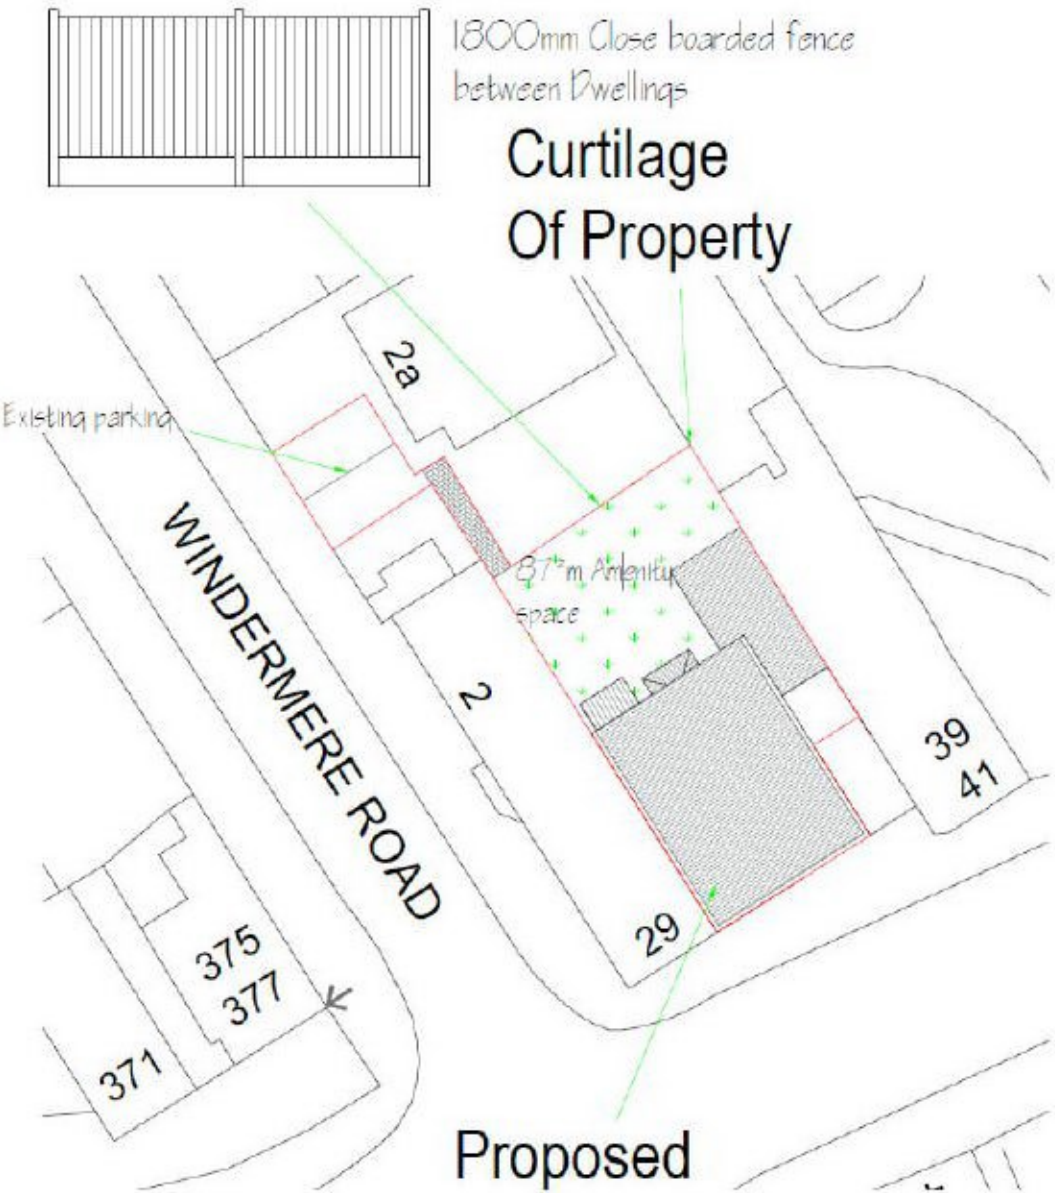 1800mm Close boarded fence
between Dwellings
Curtilage
Of Property
2a
Existing parking
WINDERMERE ROAD
87²m Amenity
space
2
39
41
29
375
377
371
Proposed